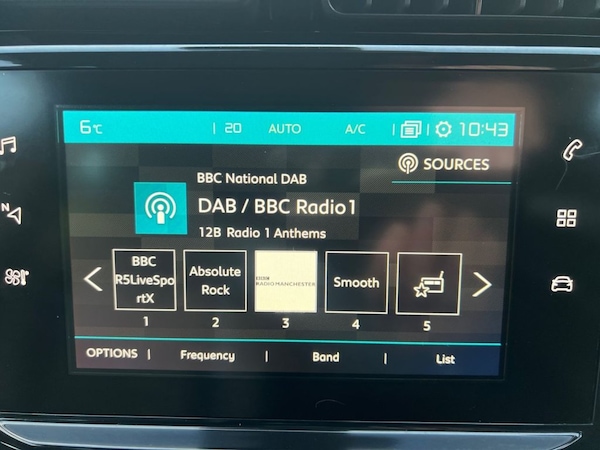 6°C | 20 AUTO A/C | | 10:43
SOURCES
BBC National DAB
DAB / BBC Radio1
12B Radio 1 Anthems
BBC
R5LiveSpo
rtX
Absolute
Rock
BBC
RADIO MANCHESTER
Smooth
1 2 3 4 5
OPTIONS | Frequency | Band | List
N